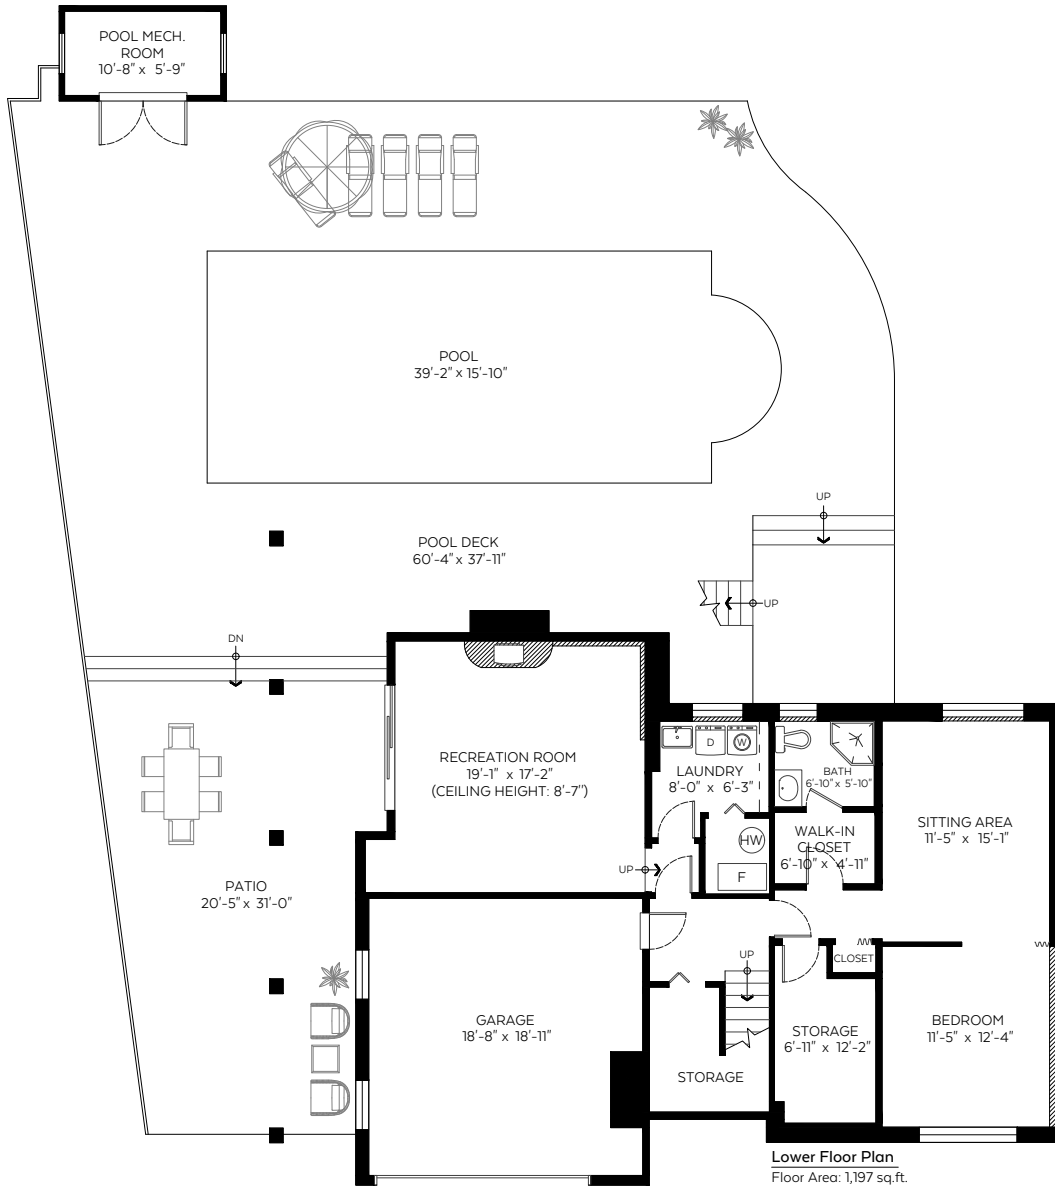 POOL MECH.
ROOM
10'-8" x 5'-9"
POOL
39'-2" x 15'-10"
UP
POOL DECK
60'-4" x 37'-11"
UP
DN
RECREATION ROOM
19'-1" x 17'-2"
(CEILING HEIGHT: 8'-7")
D
W
LAUNDRY
8'-0" x 6'-3"
BATH
6'-10" x 5'-10"
SITTING AREA
11'-5" x 15'-1"
WALK-IN
CLOSET
6'-10" x 4'-11"
HW
F
UP
PATIO
20'-5" x 31'-0"
UP
CLOSET
GARAGE
18'-8" x 18'-11"
STORAGE
6'-11" x 12'-2"
BEDROOM
11'-5" x 12'-4"
STORAGE
Lower Floor Plan
Floor Area: 1,197 sq.ft.